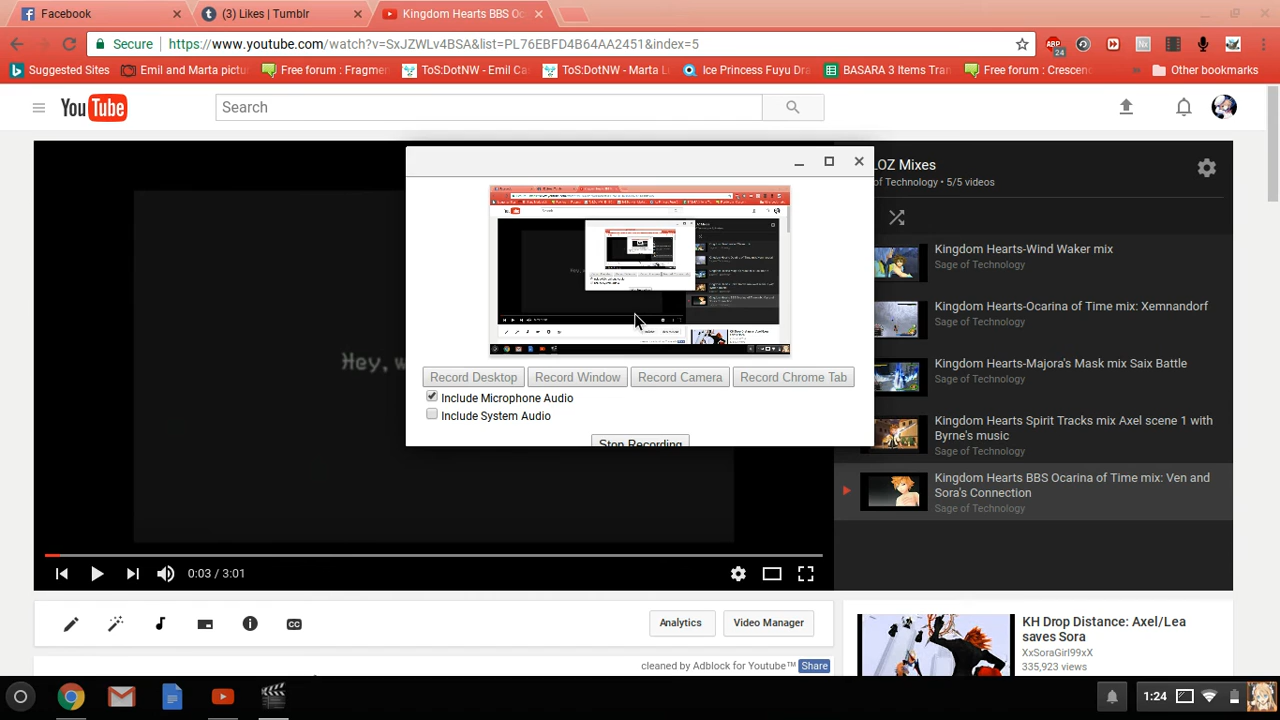 Facebook
(3) Likes | Tumblr
Kingdom Hearts BBS Oc
Secure
https://www.youtube.com/watch?v=SxJZWLv4BSA&list=PL76EBFD4B64AA2451&index=5
24
Suggested Sites
Emil and Marta pictu
Free forum : Fragmen
ToS:DotNW - Emil Ca
ToS:DotNW - Marta L
Ice Princess Fuyu Dra
BASARA 3 Items Tran
Free forum : Crescen
Other bookmarks
YouTube
Search
LOZ Mixes
of Technology • 5/5 videos
Kingdom Hearts-Wind Waker mix
Sage of Technology
Kingdom Hearts-Ocarina of Time mix: Xemnandorf
Sage of Technology
Kingdom Hearts-Majora's Mask mix Saix Battle
Sage of Technology
Kingdom Hearts Spirit Tracks mix Axel scene 1 with
Byrne's music
Sage of Technology
Kingdom Hearts BBS Ocarina of Time mix: Ven and
Sora's Connection
Sage of Technology
Hey,
Record Desktop
Record Window
Record Camera
Record Chrome Tab
Include Microphone Audio
Include System Audio
Stop Recording
0:03 / 3:01
CC
Analytics
Video Manager
cleaned by Adblock for Youtube™
Share
KH Drop Distance: Axel/Lea
saves Sora
XxSoraGirl99xX
335,923 views
1:24